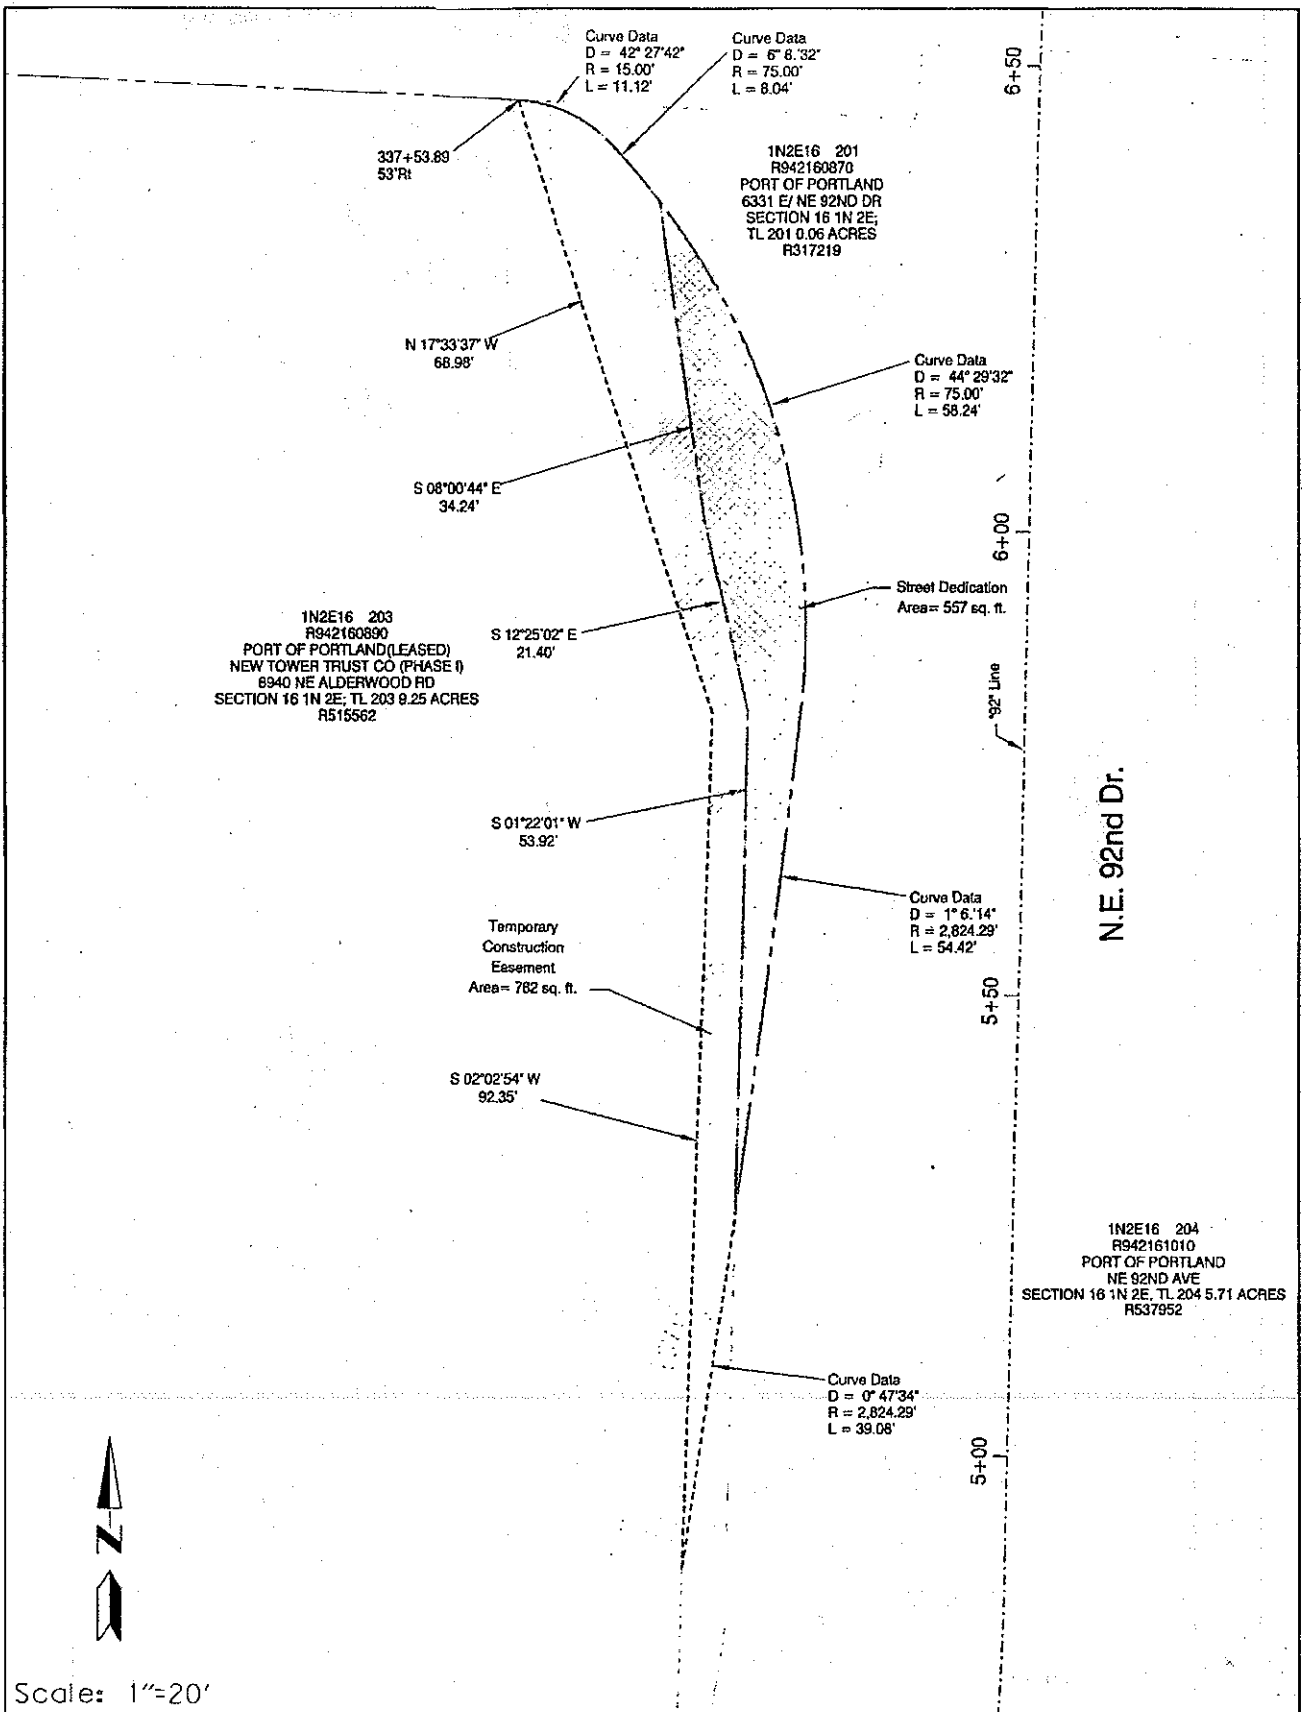 Curve Data
D = 42° 27'42"
R = 15.00'
L = 11.12'
Curve Data
D = 6° 8.'32"
R = 75.00'
L = 8.04'
6+50
337+53.89
53'Rt
1N2E16 201
R942160870
PORT OF PORTLAND
6331 E/ NE 92ND DR
SECTION 16 1N 2E;
TL 201 0.06 ACRES
R317219
N 17°33'37" W
68.98'
Curve Data
D = 44° 29'32"
R = 75.00'
L = 58.24'
S 08°00'44" E
34.24'
6+00
Street Dedication
Area= 557 sq. ft.
1N2E16 203
R942160890
PORT OF PORTLAND(LEASED)
NEW TOWER TRUST CO (PHASE I)
8940 NE ALDERWOOD RD
SECTION 16 1N 2E; TL 203 9.25 ACRES
R515562
S 12°25'02" E
21.40'
"92" Line
S 01°22'01" W
53.92'
N.E. 92nd Dr.
Curve Data
D = 1° 6.'14"
R = 2,824.29'
L = 54.42'
Temporary
Construction
Easement
Area= 782 sq. ft.
5+50
S 02°02'54" W
92.35'
1N2E16 204
R942161010
PORT OF PORTLAND
NE 92ND AVE
SECTION 16 1N 2E, TL 204 5.71 ACRES
R537952
Curve Data
D = 0° 47'34"
R = 2,824.29'
L = 39.08'
5+00
N
Scale: 1"=20'